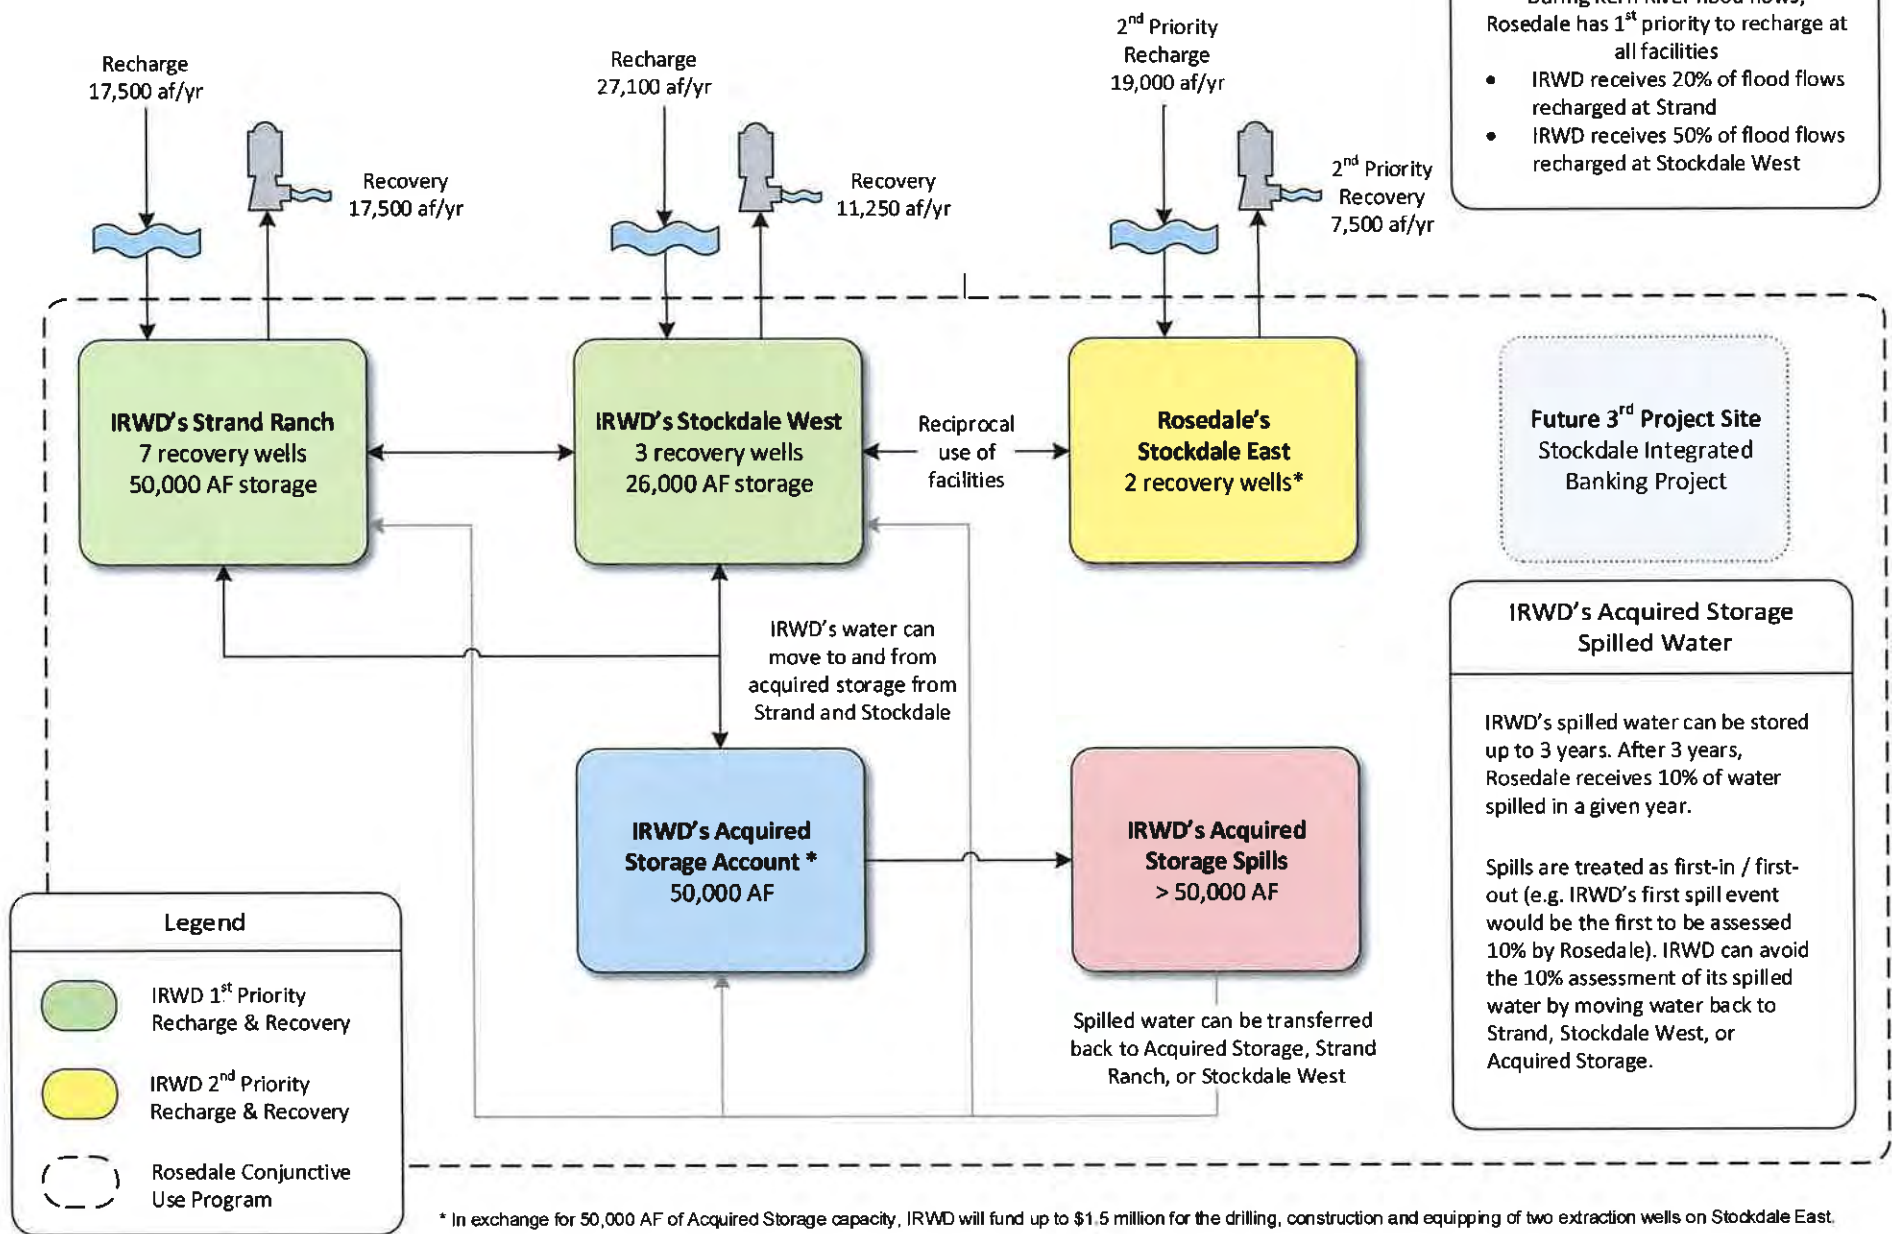 During Kern River flood flows,
Rosedale has 1st priority to recharge at
all facilities
• IRWD receives 20% of flood flows
recharged at Strand
• IRWD receives 50% of flood flows
recharged at Stockdale West
Recharge
17,500 af/yr
Recovery
17,500 af/yr
Recharge
27,100 af/yr
Recovery
11,250 af/yr
2nd Priority
Recharge
19,000 af/yr
2nd Priority
Recovery
7,500 af/yr
IRWD's Strand Ranch
7 recovery wells
50,000 AF storage
IRWD's Stockdale West
3 recovery wells
26,000 AF storage
Reciprocal
use of
facilities
Rosedale's
Stockdale East
2 recovery wells*
Future 3rd Project Site
Stockdale Integrated
Banking Project
IRWD's water can
move to and from
acquired storage from
Strand and Stockdale
IRWD's Acquired
Storage Account *
50,000 AF
IRWD's Acquired
Storage Spills
> 50,000 AF
Spilled water can be transferred
back to Acquired Storage, Strand
Ranch, or Stockdale West
IRWD's Acquired Storage
Spilled Water
IRWD's spilled water can be stored
up to 3 years. After 3 years,
Rosedale receives 10% of water
spilled in a given year.
Spills are treated as first-in / first-
out (e.g. IRWD's first spill event
would be the first to be assessed
10% by Rosedale). IRWD can avoid
the 10% assessment of its spilled
water by moving water back to
Strand, Stockdale West, or
Acquired Storage.
Legend
IRWD 1st Priority
Recharge & Recovery
IRWD 2nd Priority
Recharge & Recovery
Rosedale Conjunctive
Use Program
* In exchange for 50,000 AF of Acquired Storage capacity, IRWD will fund up to $1.5 million for the drilling, construction and equipping of two extraction wells on Stockdale East.